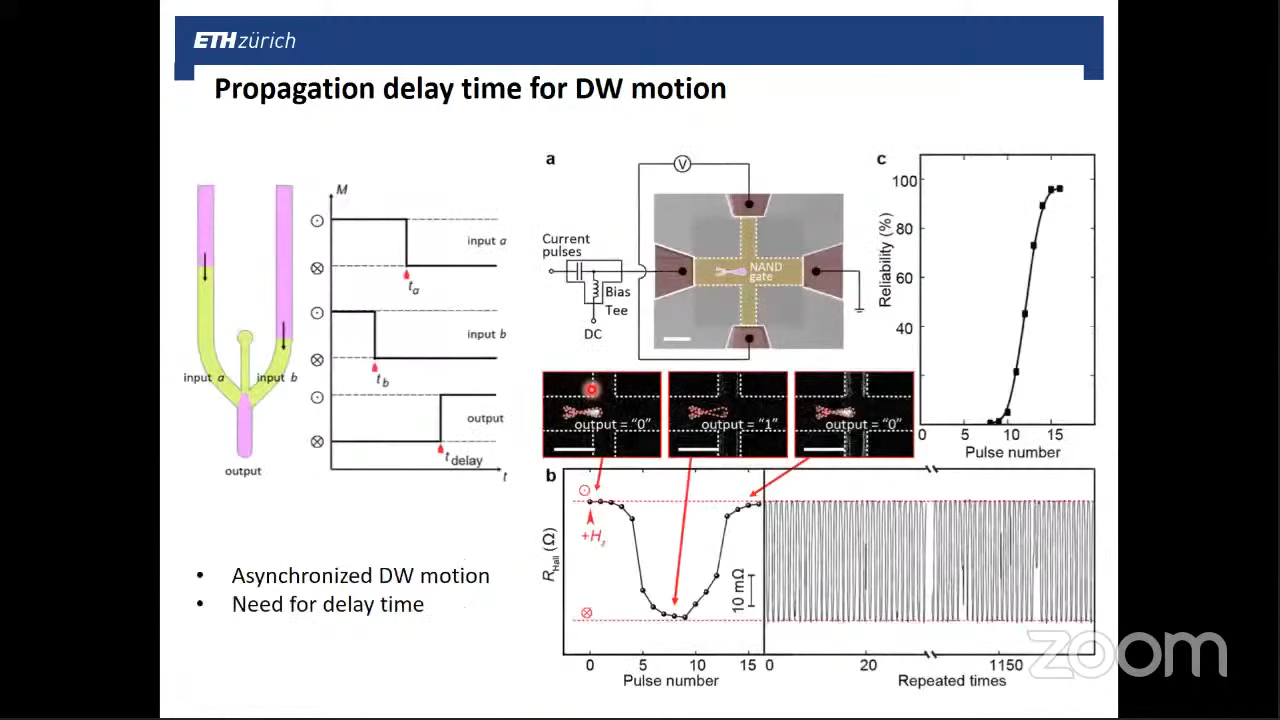 ETH zürich
Propagation delay time for DW motion
input a
input b
output
M
input a
t_a
input b
t_b
output
t_delay
t
Asynchronized DW motion
Need for delay time
a
V
Current
pulses
Bias
Tee
DC
NAND
gate
output = “0”
output = “1”
output = “0”
c
Reliability (%)
100
80
60
40
0 5 10 15
Pulse number
b
R_Hall (Ω)
+H_z
10 mΩ
0 5 10 15
Pulse number
0 20 1150
Repeated times
zoom